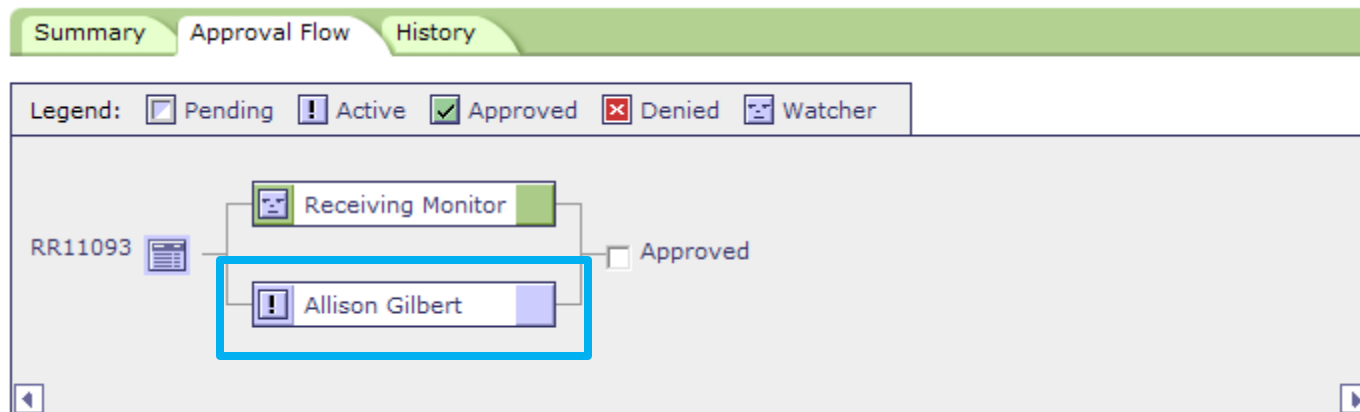 Summary Approval Flow History
Legend: Pending Active Approved Denied Watcher
Receiving Monitor
RR11093 Approved
Allison Gilbert